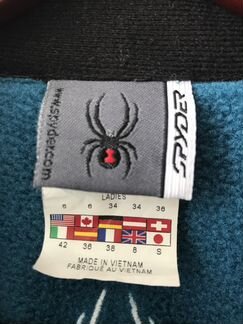 www.spyder.com
SPYDER
LADIES
6 6 34 34 36
42 36 38 8 S
MADE IN VIETNAM
FABRIQUÉ AU VIETNAM